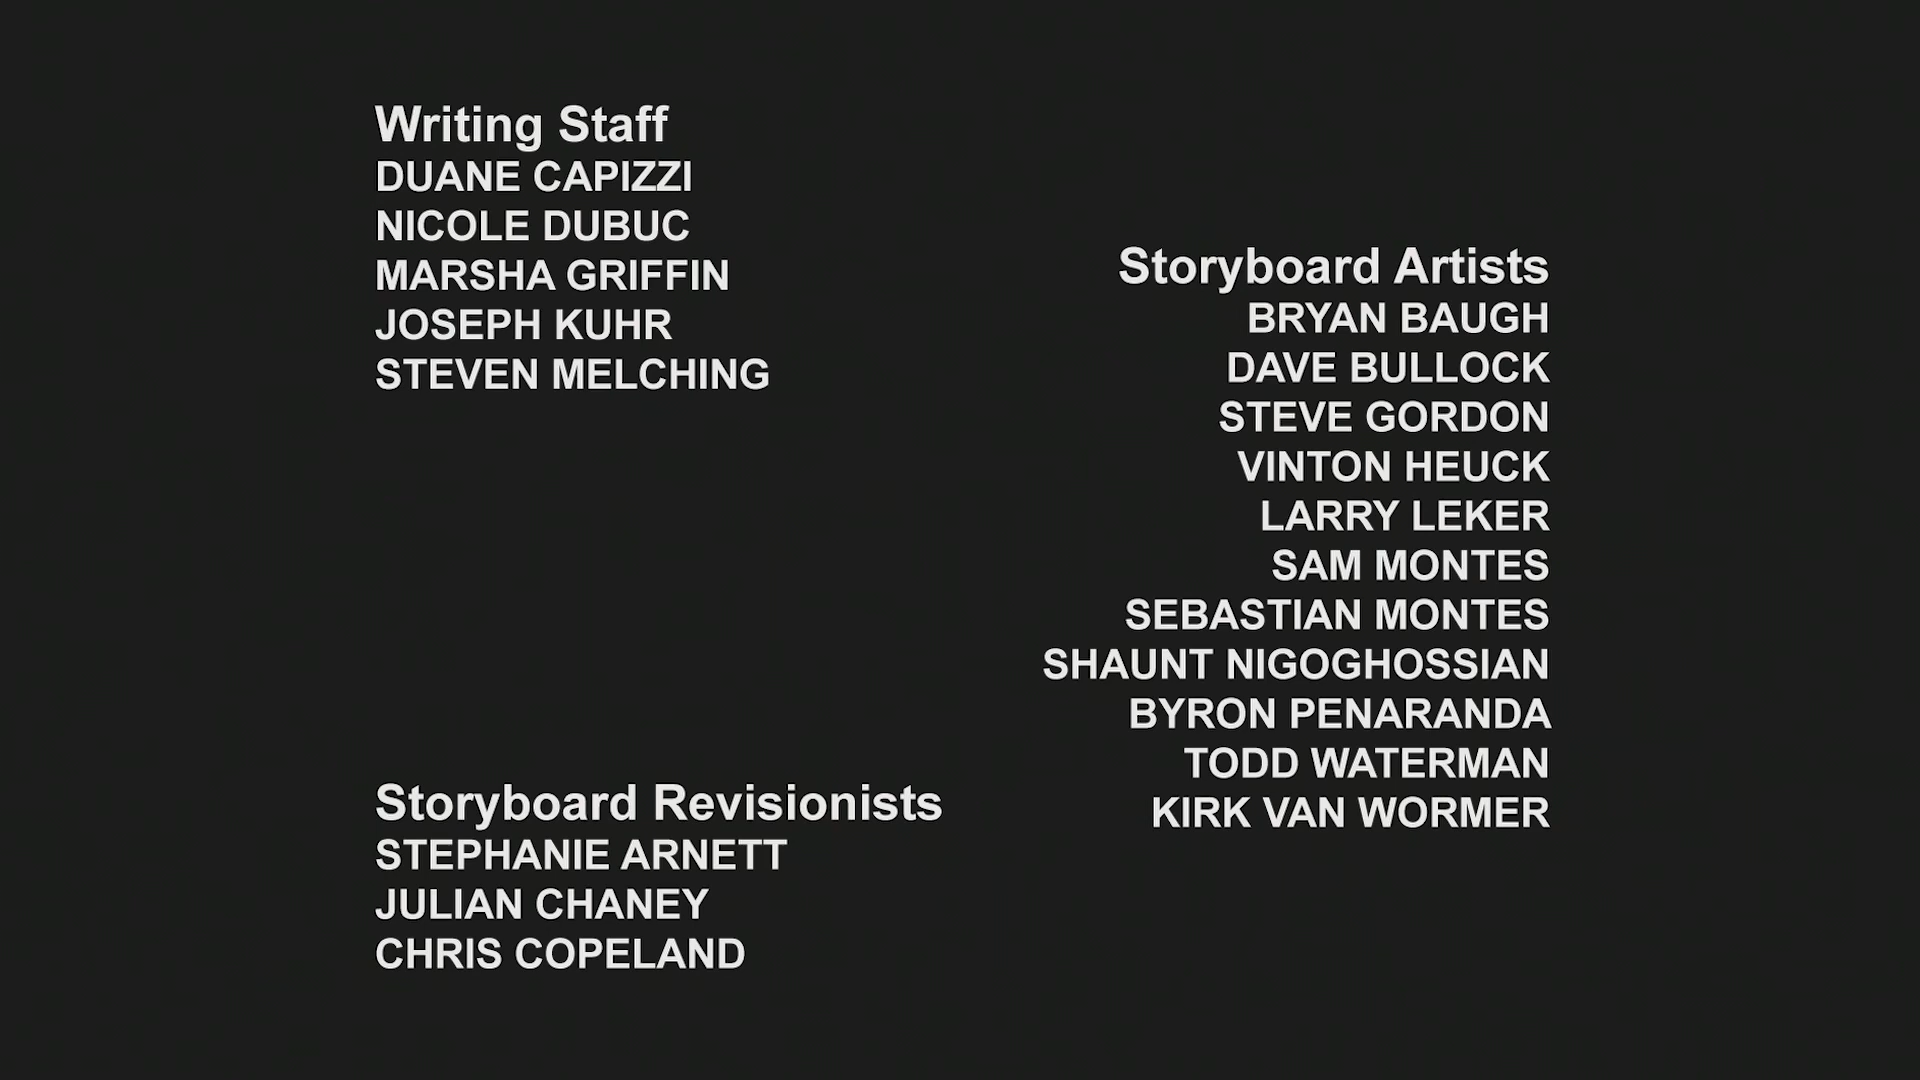 Writing Staff
DUANE CAPIZZI
NICOLE DUBUC
MARSHA GRIFFIN
JOSEPH KUHR
STEVEN MELCHING
Storyboard Artists
BRYAN BAUGH
DAVE BULLOCK
STEVE GORDON
VINTON HEUCK
LARRY LEKER
SAM MONTES
SEBASTIAN MONTES
SHAUNT NIGOGHOSSIAN
BYRON PENARANDA
TODD WATERMAN
KIRK VAN WORMER
Storyboard Revisionists
STEPHANIE ARNETT
JULIAN CHANEY
CHRIS COPELAND